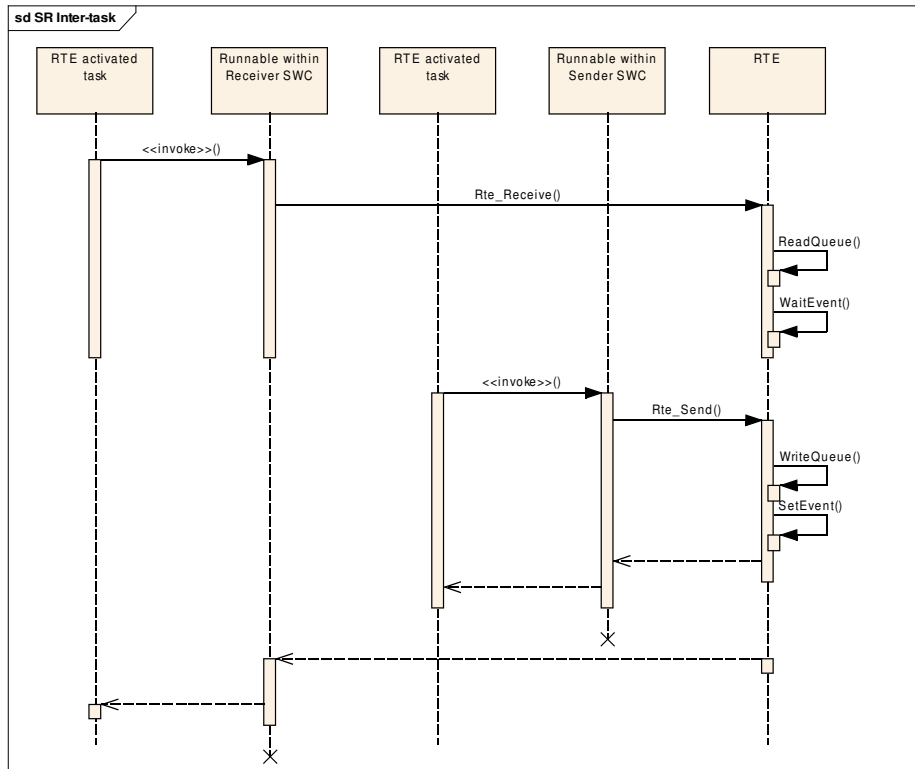 sd SR Inter-task
RTE activated
task
Runnable within
Receiver SWC
RTE activated
task
Runnable within
Sender SWC
RTE
<<invoke>>()
Rte_Receive()
ReadQueue()
WaitEvent()
<<invoke>>()
Rte_Send()
WriteQueue()
SetEvent()